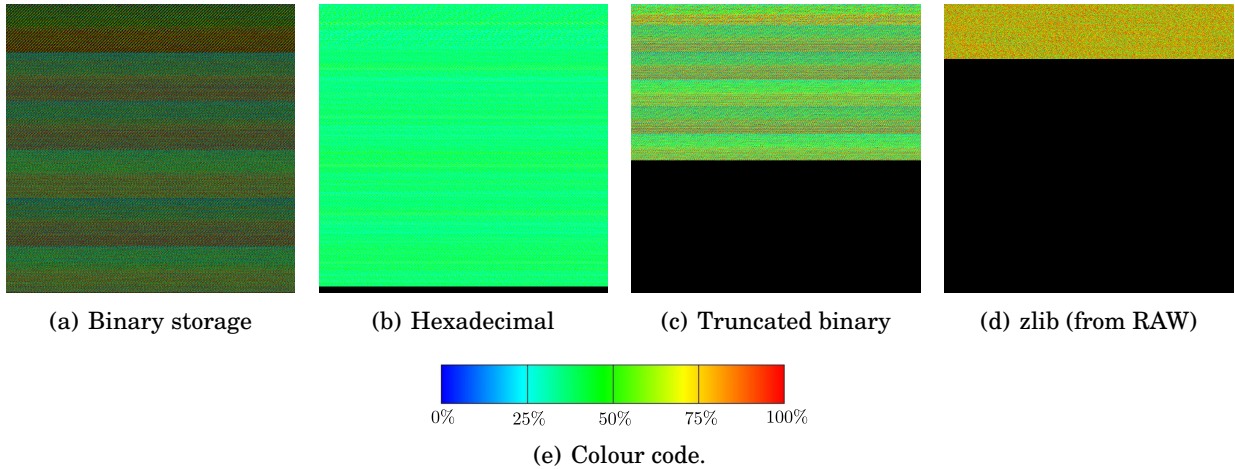 (a) Binary storage
(b) Hexadecimal
(c) Truncated binary
(d) zlib (from RAW)
0% 25% 50% 75% 100%
(e) Colour code.